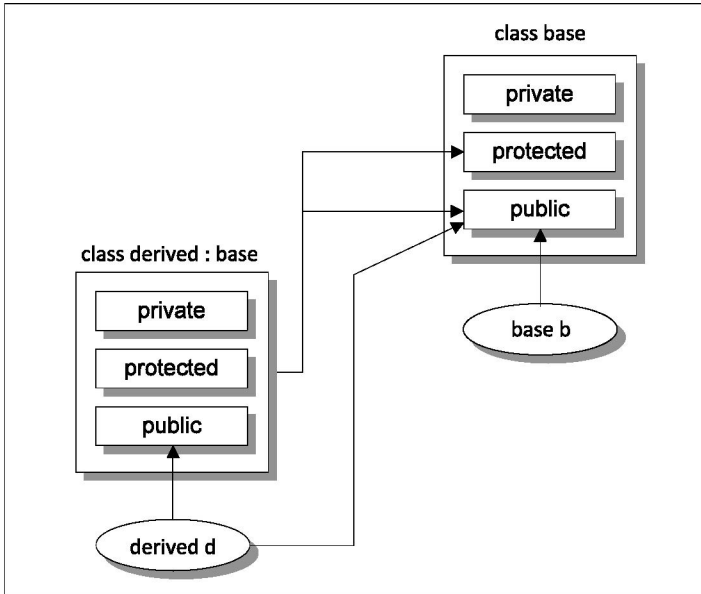 class base
private
protected
public
base b
class derived : base
private
protected
public
derived d